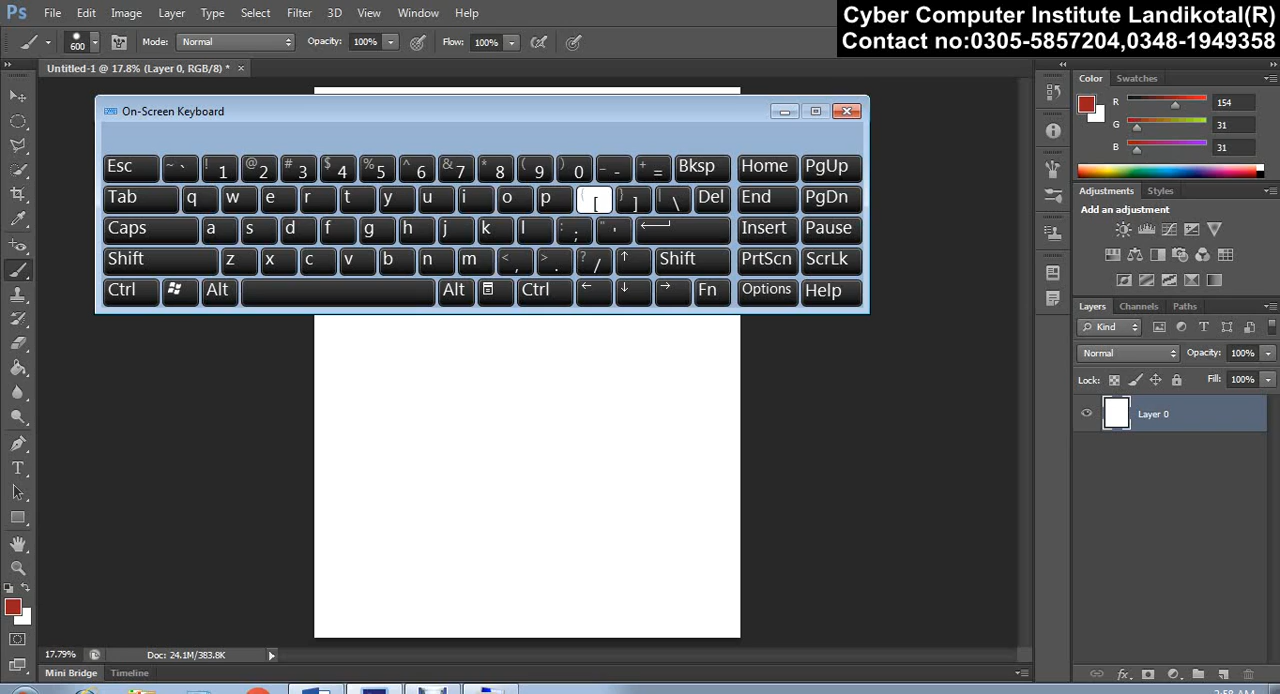 Ps File Edit Image Layer Type Select Filter 3D View Window Help
Cyber Computer Institute Landikotal(R)
Contact no:0305-5857204,0348-1949358
600 Mode: Normal Opacity: 100% Flow: 100%
Untitled-1 @ 17.8% (Layer 0, RGB/8) * ×
On-Screen Keyboard
Esc ~ ` ! 1 @ 2 # 3 $ 4 % 5 ^ 6 & 7 * 8 ( 9 ) 0 _ - + = Bksp Home PgUp
Tab q w e r t y u i o p { [ } ] | \ Del End PgDn
Caps a s d f g h j k l : ; " ' Insert Pause
Shift z x c v b n m < , > . ? / ↑ Shift PrtScn ScrLk
Ctrl Alt Alt Ctrl ← ↓ → Fn Options Help
Color Swatches
R 154
G 31
B 31
Adjustments Styles
Add an adjustment
Layers Channels Paths
Kind T
Normal Opacity: 100%
Lock: Fill: 100%
Layer 0
fx
17.79% Doc: 24.1M/383.8K
Mini Bridge Timeline